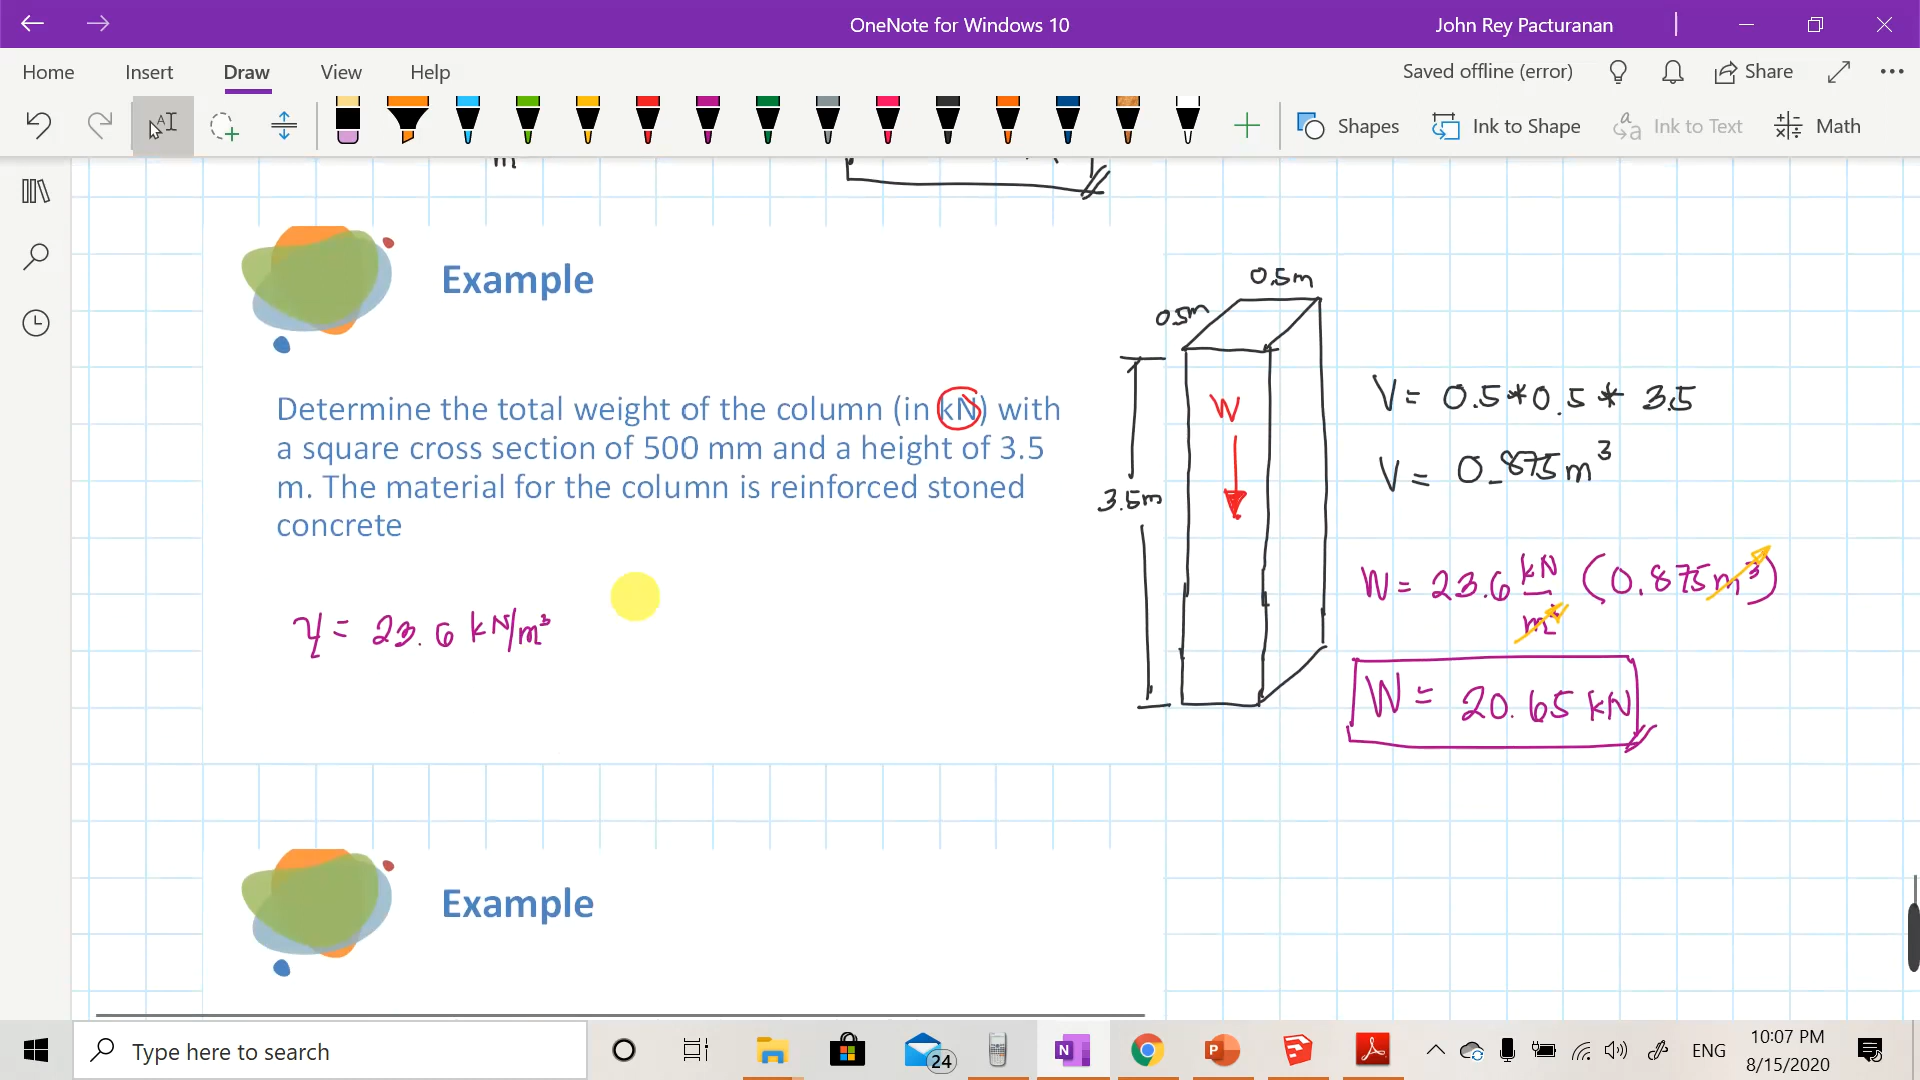 OneNote for Windows 10
John Rey Pacturanan
Home Insert Draw View Help
Saved offline (error)
Share
Shapes
Ink to Shape
Ink to Text
Math
m
Example
Determine the total weight of the column (in kN) with
a square cross section of 500 mm and a height of 3.5
m. The material for the column is reinforced stoned
concrete
γ = 23.6 kN/m³
0.5m
0.5m
W
3.5m
V = 0.5*0.5 * 3.5
V = 0.875m³
W = 23.6 kN/m³ (0.875m³)
W = 20.65 kN
Example
Type here to search
24
ENG
10:07 PM
8/15/2020